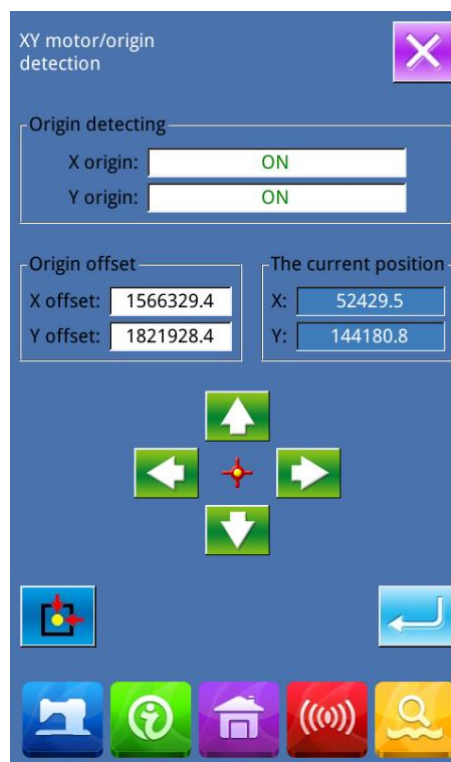 XY motor/origin
detection
Origin detecting
X origin: ON
Y origin: ON
Origin offset
X offset: 1566329.4
Y offset: 1821928.4
The current position
X: 52429.5
Y: 144180.8